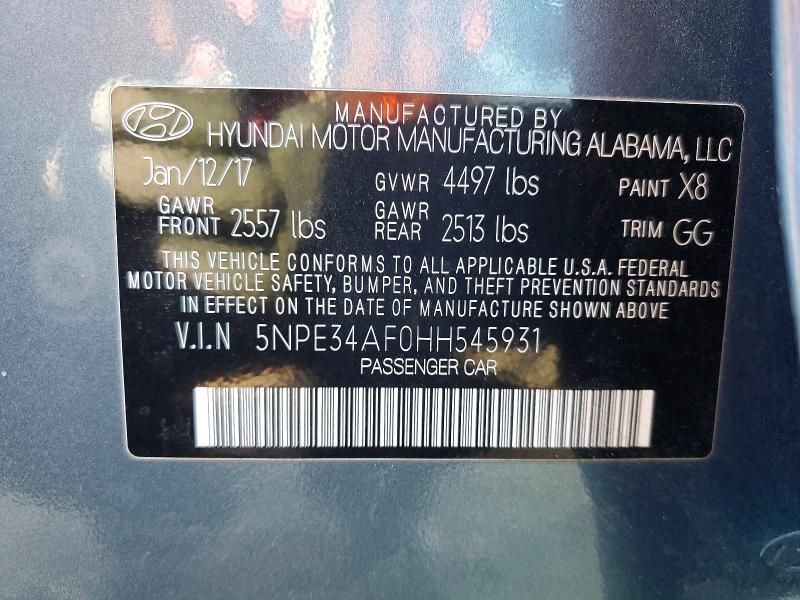 MANUFACTURED BY
HYUNDAI MOTOR MANUFACTURING ALABAMA, LLC
Jan/12/17 GVWR 4497 lbs PAINT X8
GAWR FRONT 2557 lbs GAWR REAR 2513 lbs TRIM GG
THIS VEHICLE CONFORMS TO ALL APPLICABLE U.S.A. FEDERAL
MOTOR VEHICLE SAFETY, BUMPER, AND THEFT PREVENTION STANDARDS
IN EFFECT ON THE DATE OF MANUFACTURE SHOWN ABOVE.
V.I.N 5NPE34AF0HH545931
PASSENGER CAR